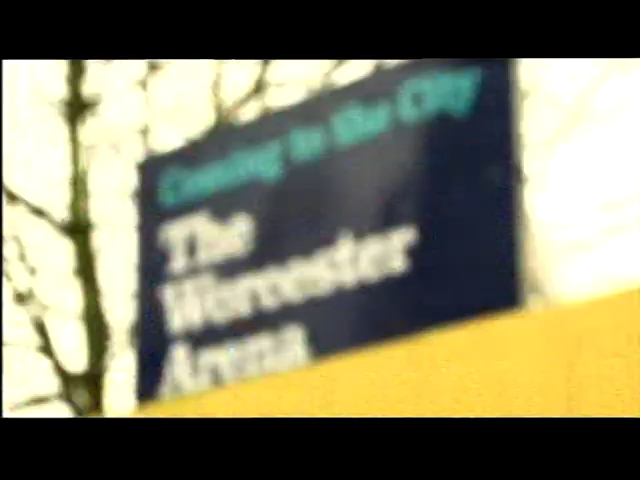 Coming to the City
The
Worcester
Arena